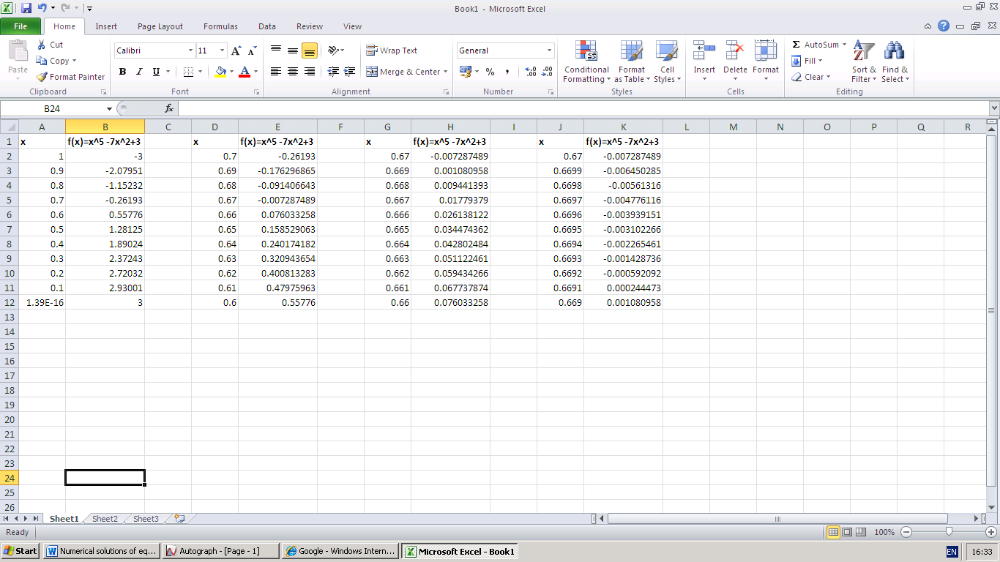 Book1 - Microsoft Excel
File Home Insert Page Layout Formulas Data Review View
Paste Cut Copy Format Painter
Calibri 11
B I U
Wrap Text
Merge & Center
General
Conditional Formatting Format as Table Cell Styles
Insert Delete Format
AutoSum Fill Clear
Sort & Filter Find & Select
Clipboard Font Alignment Number Styles Cells Editing
B24 fx
A B C D E F G H I J K L M N O P Q R
1 x f(x)=x^5 -7x^2+3 x f(x)=x^5 -7x^2+3 x f(x)=x^5 -7x^2+3 x f(x)=x^5 -7x^2+3
2 1 -3 0.7 -0.26193 0.67 -0.007287489 0.67 -0.007287489
3 0.9 -2.07951 0.69 -0.176296865 0.669 0.001080958 0.6699 -0.006450285
4 0.8 -1.15232 0.68 -0.091406643 0.668 0.009441393 0.6698 -0.00561316
5 0.7 -0.26193 0.67 -0.007287489 0.667 0.01779379 0.6697 -0.004776116
6 0.6 0.55776 0.66 0.076033258 0.666 0.026138122 0.6696 -0.003939151
7 0.5 1.28125 0.65 0.158529063 0.665 0.034474362 0.6695 -0.003102266
8 0.4 1.89024 0.64 0.240174182 0.664 0.042802484 0.6694 -0.002265461
9 0.3 2.37243 0.63 0.320943654 0.663 0.051122461 0.6693 -0.001428736
10 0.2 2.72032 0.62 0.400813283 0.662 0.059434266 0.6692 -0.000592092
11 0.1 2.93001 0.61 0.47975963 0.661 0.067737874 0.6691 0.000244473
12 1.39E-16 3 0.6 0.55776 0.66 0.076033258 0.669 0.001080958
13
14
15
16
17
18
19
20
21
22
23
24
25
26
Sheet1 Sheet2 Sheet3
Ready 100%
Start Numerical solutions of eq... Autograph - [Page - 1] Google - Windows Intern... Microsoft Excel - Book1 EN 16:33